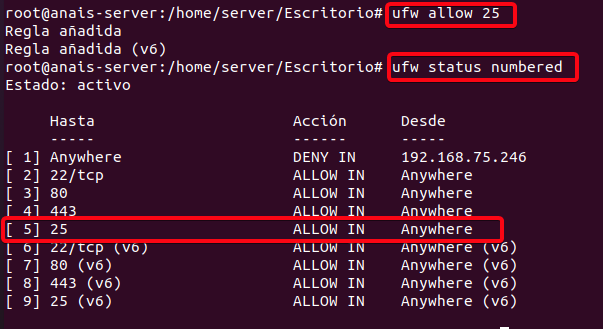 root@anais-server:/home/server/Escritorio# ufw allow 25
Regla añadida
Regla añadida (v6)
root@anais-server:/home/server/Escritorio# ufw status numbered
Estado: activo
Hasta Acción Desde
----- ------ -----
[ 1] Anywhere DENY IN 192.168.75.246
[ 2] 22/tcp ALLOW IN Anywhere
[ 3] 80 ALLOW IN Anywhere
[ 4] 443 ALLOW IN Anywhere
[ 5] 25 ALLOW IN Anywhere
[ 6] 22/tcp (v6) ALLOW IN Anywhere (v6)
[ 7] 80 (v6) ALLOW IN Anywhere (v6)
[ 8] 443 (v6) ALLOW IN Anywhere (v6)
[ 9] 25 (v6) ALLOW IN Anywhere (v6)